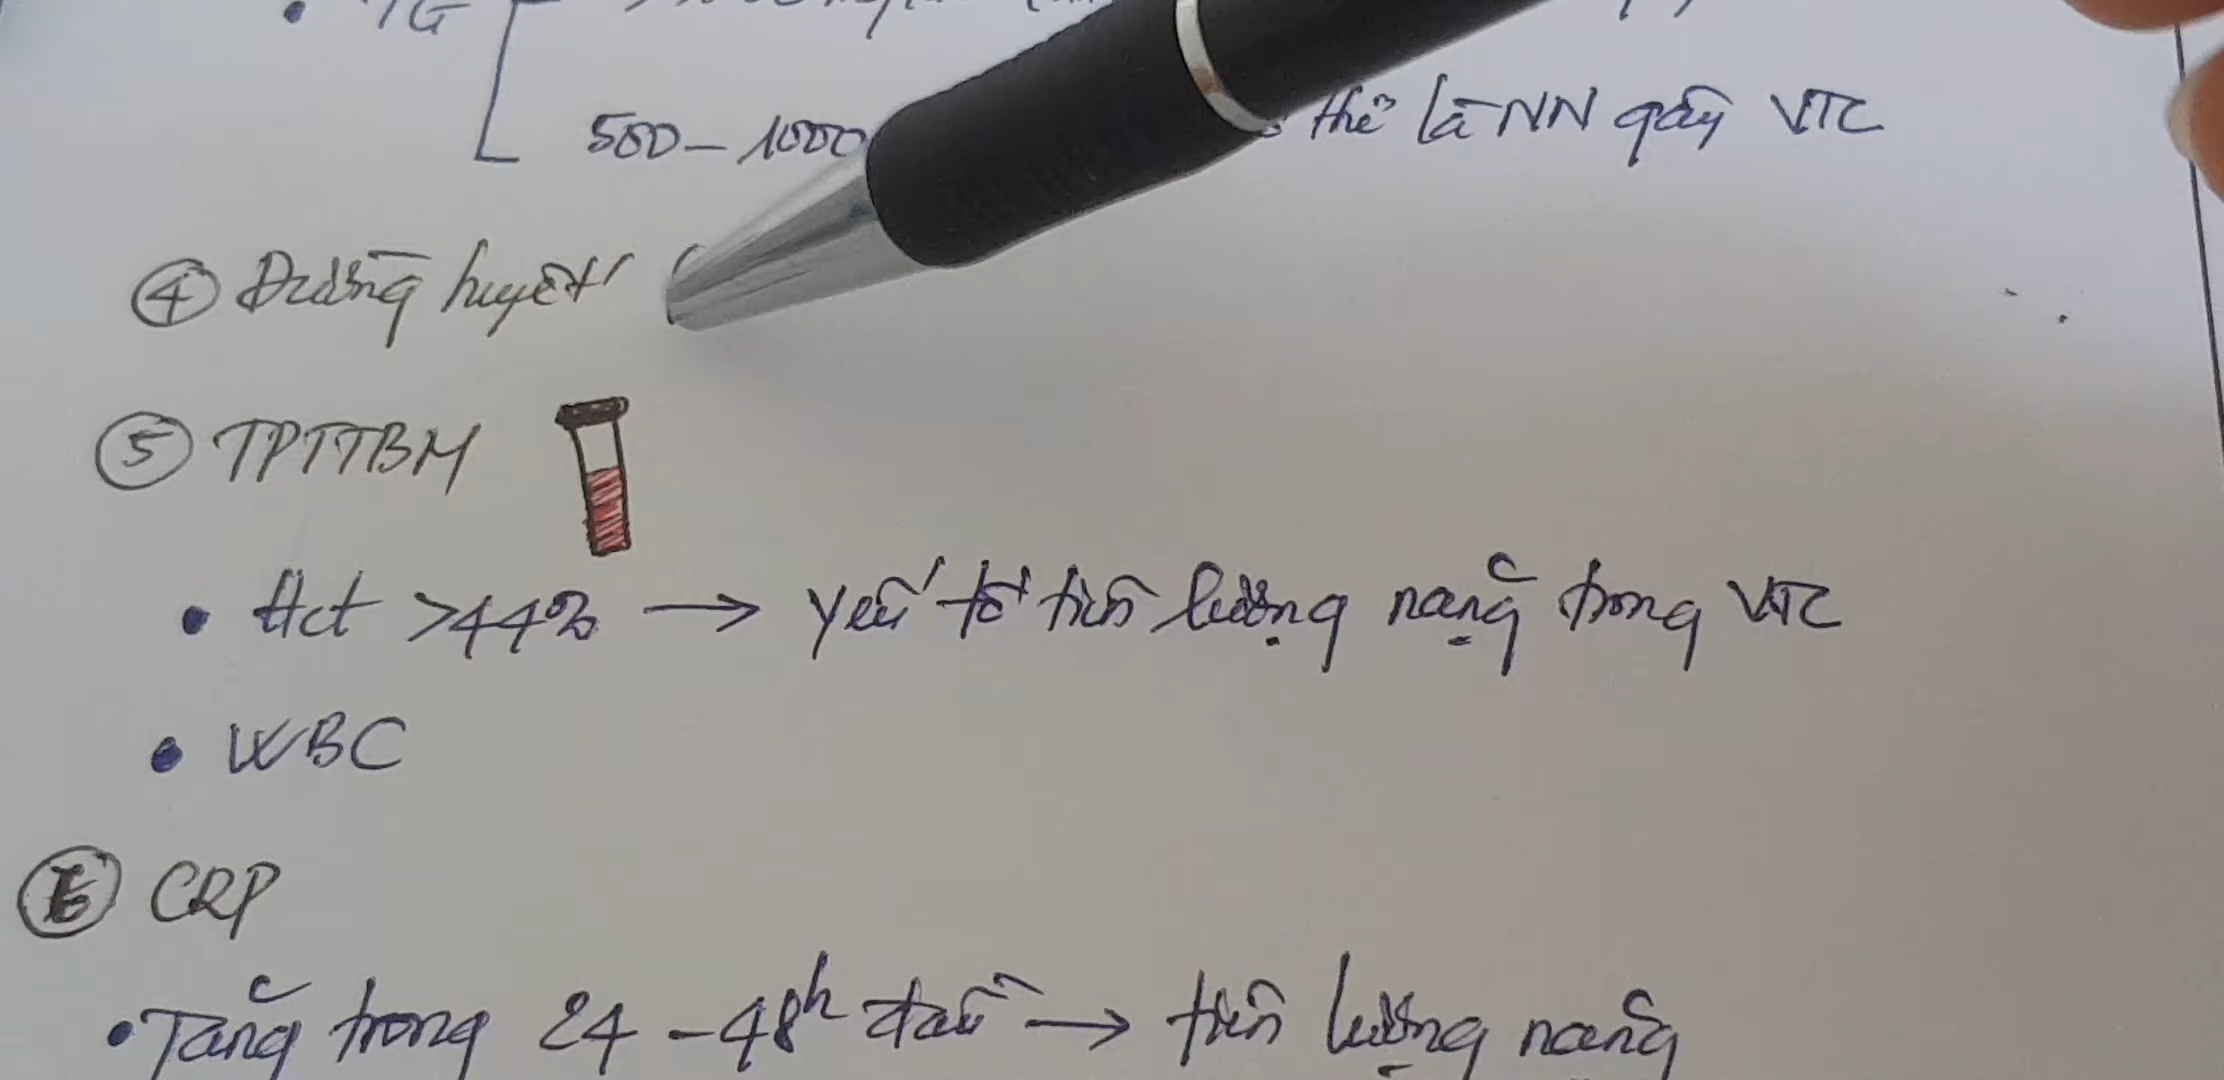 • TG
500 – 1000 thể là NN gây VTC
④ Đường huyết
⑤ TPTTBM
• Hct >44% → yếu tố tiên lượng nặng trong VTC
• WBC
⑥ CRP
• Tăng trong 24 – 48h đầu → tiên lượng nặng